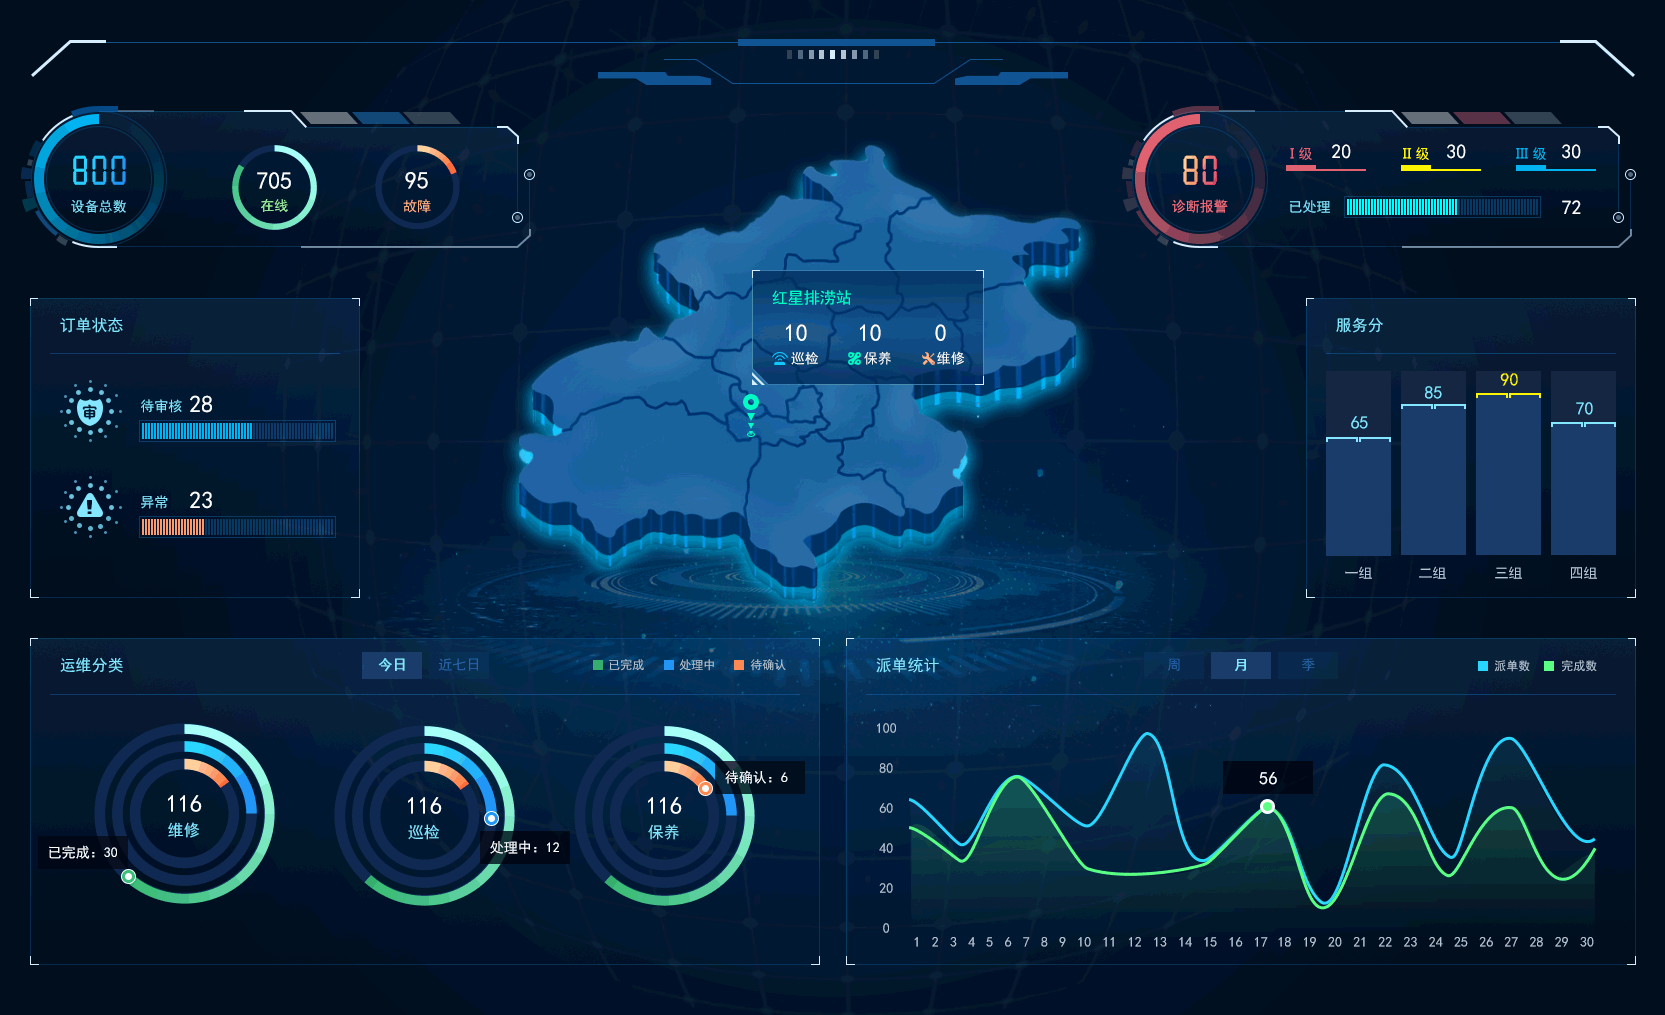 800
设备总数
705
在线
95
故障
80
诊断报警
I 级 20
II 级 30
III 级 30
已处理 72
订单状态
待审核 28
审
异常 23
红星排涝站
10 10 0
巡检 保养 维修
服务分
65 85 90 70
一组 二组 三组 四组
运维分类
今日 近七日
已完成 处理中 待确认
116
维修
已完成：30
116
巡检
处理中：12
116
保养
待确认：6
派单统计
周 月 季
派单数 完成数
100
80
60
40
20
0
56
1 2 3 4 5 6 7 8 9 10 11 12 13 14 15 16 17 18 19 20 21 22 23 24 25 26 27 28 29 30